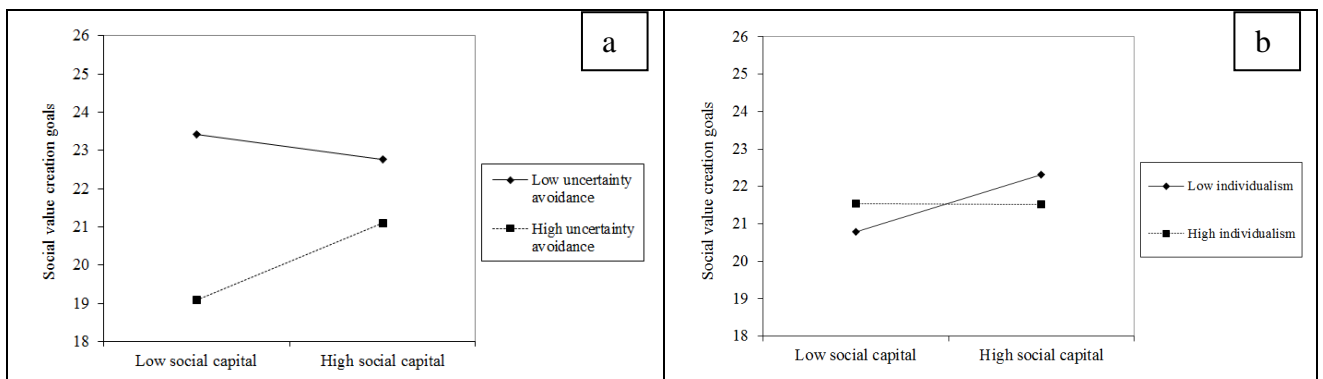 a
26
25
24
23
22
21
20
19
18
Social value creation goals
Low social capital
High social capital
Low uncertainty
avoidance
High uncertainty
avoidance
b
26
25
24
23
22
21
20
19
18
Social value creation goals
Low social capital
High social capital
Low individualism
High individualism